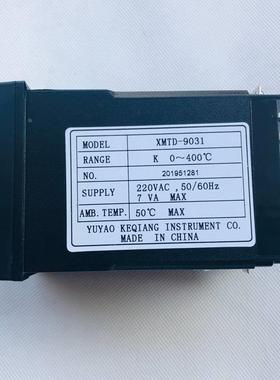 MODEL XMTD-9031
RANGE K 0～400℃
NO. 201951281
SUPPLY 220VAC ,50/60Hz
7 VA MAX
AMB.TEMP. 50℃ MAX
YUYAO KEQIANG INSTRUMENT CO.
MADE IN CHINA